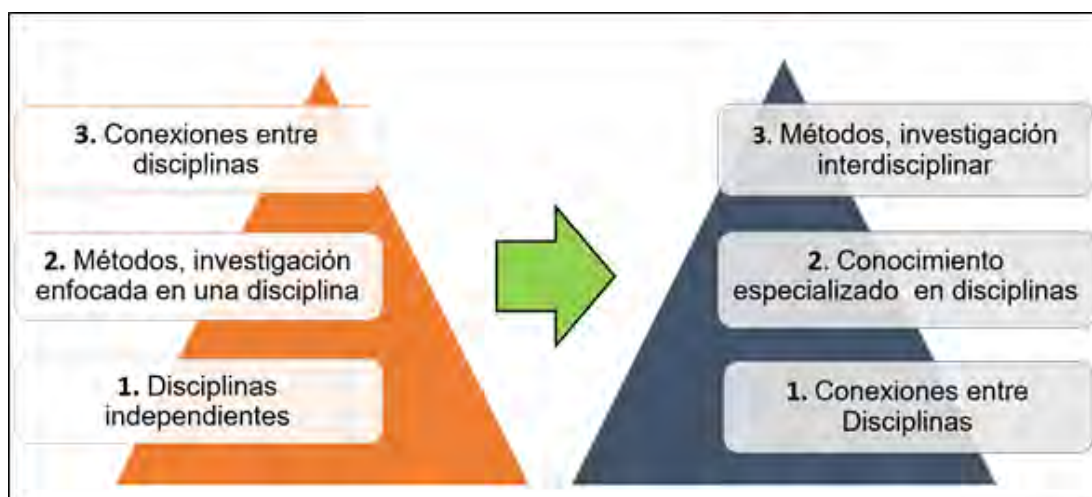 3. Conexiones entre
disciplinas
2. Métodos, investigación
enfocada en una disciplina
1. Disciplinas
independientes
3. Métodos, investigación
interdisciplinar
2. Conocimiento
especializado en disciplinas
1. Conexiones entre
Disciplinas